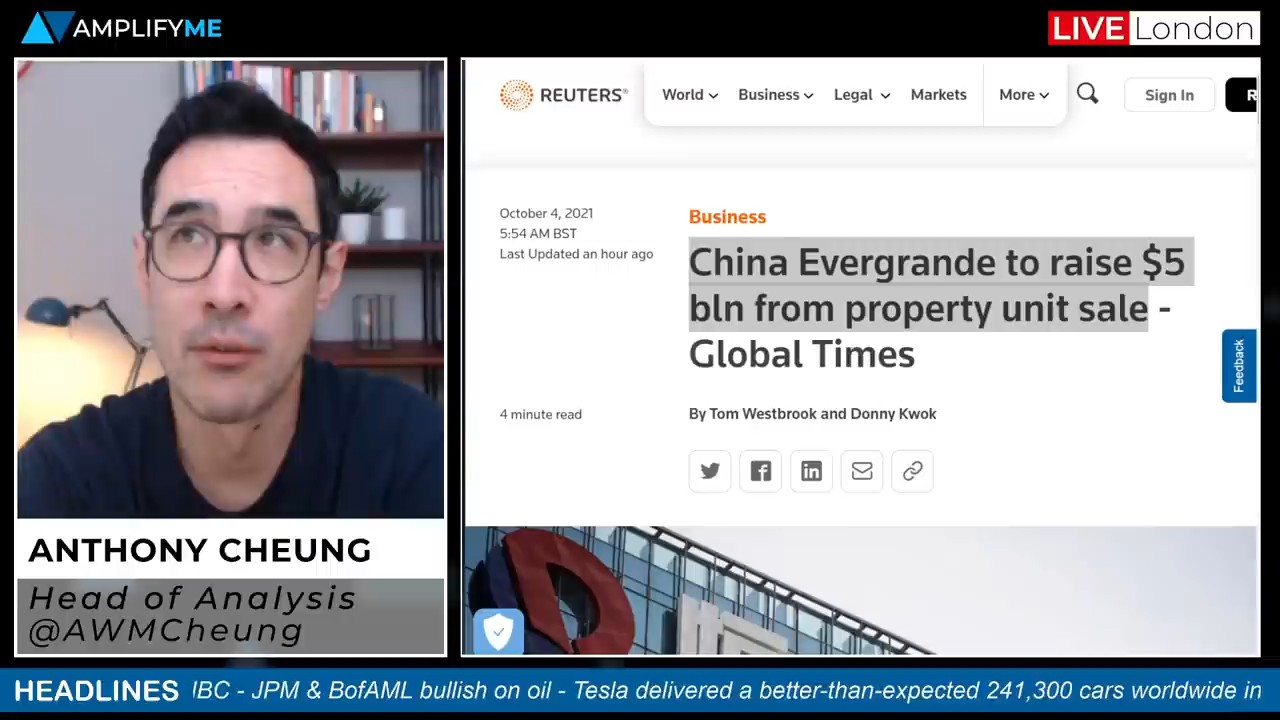 AMPLIFYME
LIVE London
REUTERS
World Business Legal Markets More
Sign In
October 4, 2021
5:54 AM BST
Last Updated an hour ago
Business
China Evergrande to raise $5
bln from property unit sale -
Global Times
4 minute read
By Tom Westbrook and Donny Kwok
Feedback
ANTHONY CHEUNG
Head of Analysis
@AWMCheung
HEADLINES IBC - JPM & BofAML bullish on oil - Tesla delivered a better-than-expected 241,300 cars worldwide in